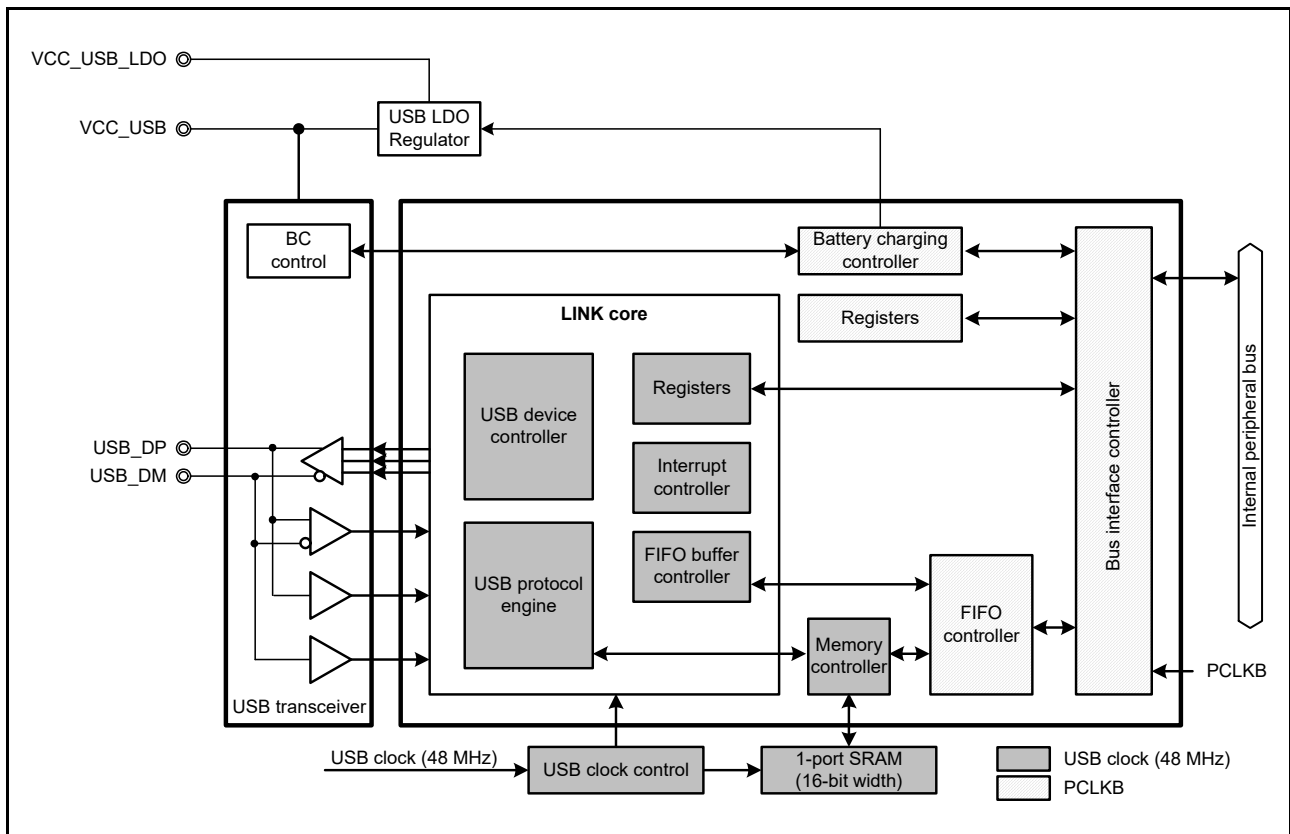 VCC_USB_LDO
VCC_USB
USB LDO
Regulator
BC
control
Battery charging
controller
LINK core
Registers
USB device
controller
Registers
USB_DP
USB_DM
Interrupt
controller
FIFO buffer
controller
USB protocol
engine
Memory
controller
FIFO
controller
Bus interface controller
Internal peripheral bus
PCLKB
USB transceiver
USB clock (48 MHz)
USB clock control
1-port SRAM
(16-bit width)
USB clock (48 MHz)
PCLKB